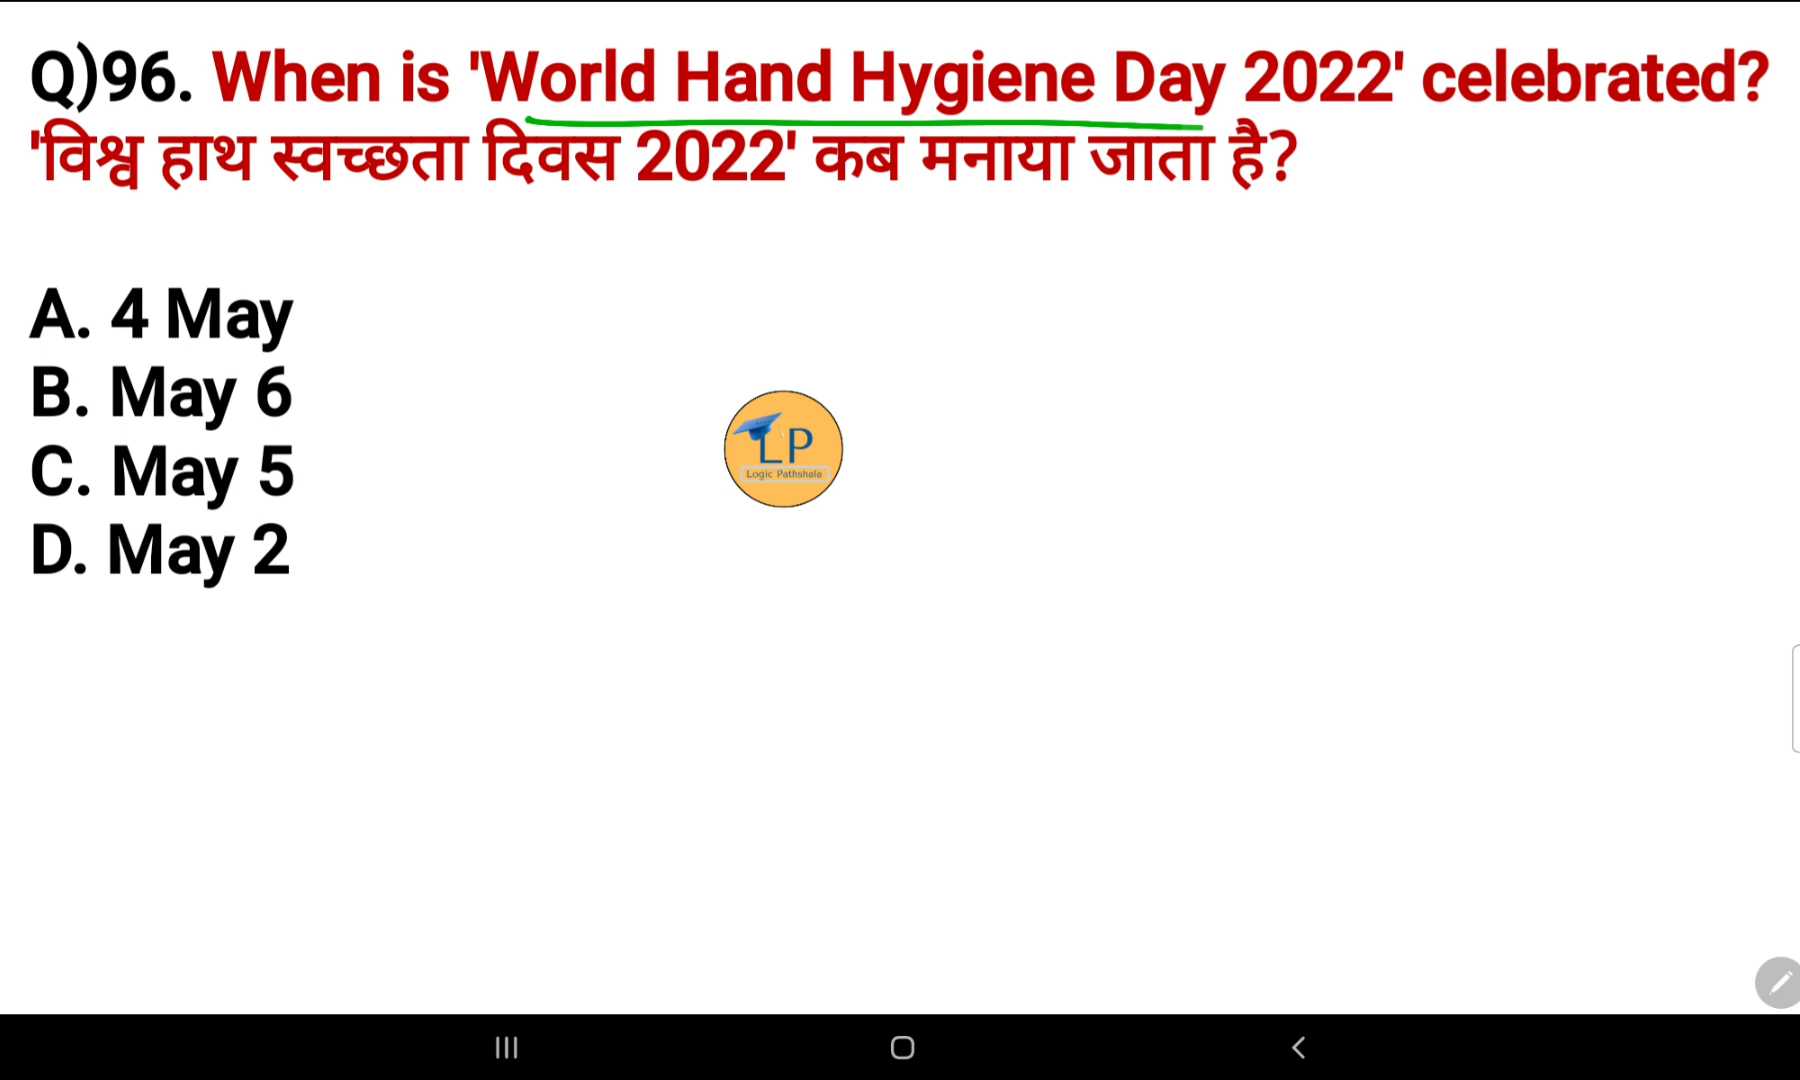 Q)96. When is 'World Hand Hygiene Day 2022' celebrated?
'विश्व हाथ स्वच्छता दिवस 2022' कब मनाया जाता है?
A. 4 May
B. May 6
C. May 5
D. May 2
LP
Logic Pathshala